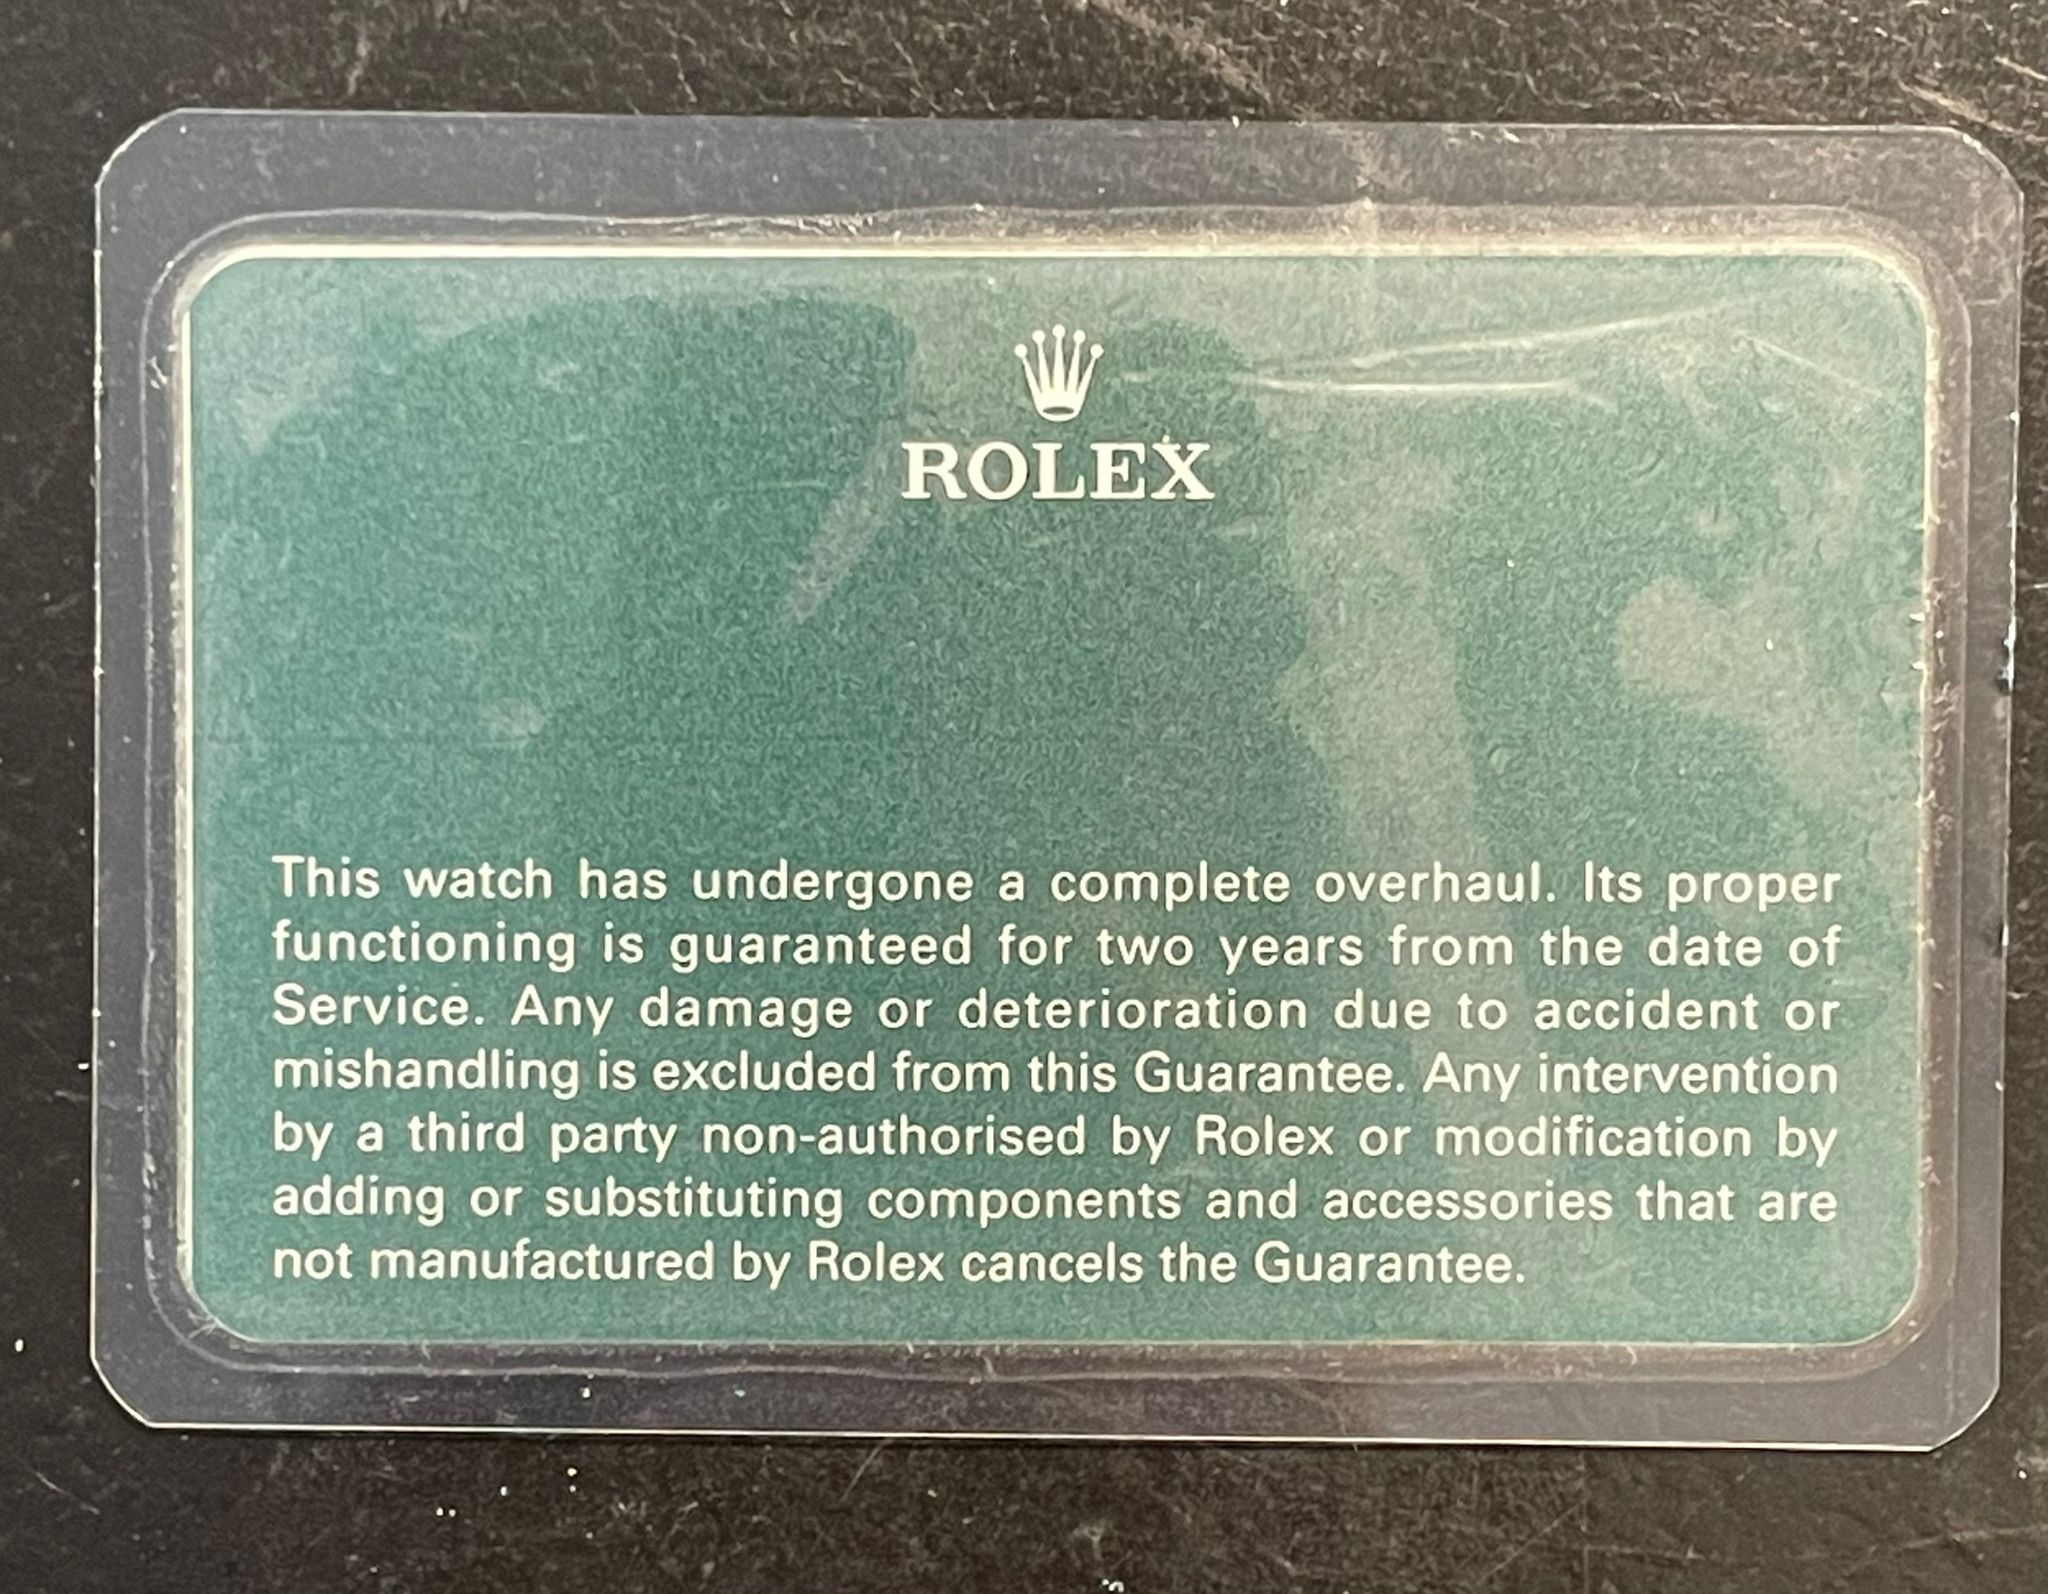 ROLEX
This watch has undergone a complete overhaul. Its proper
functioning is guaranteed for two years from the date of
Service. Any damage or deterioration due to accident or
mishandling is excluded from this Guarantee. Any intervention
by a third party non-authorised by Rolex or modification by
adding or substituting components and accessories that are
not manufactured by Rolex cancels the Guarantee.